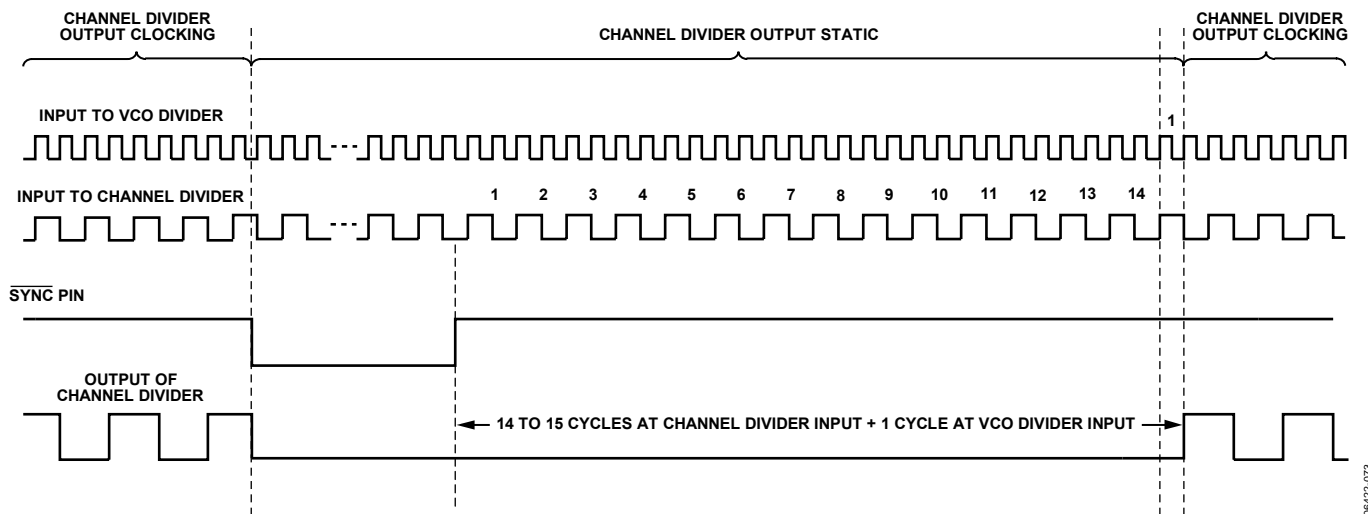 CHANNEL DIVIDER
OUTPUT CLOCKING
CHANNEL DIVIDER OUTPUT STATIC
CHANNEL DIVIDER
OUTPUT CLOCKING
INPUT TO VCO DIVIDER
1
INPUT TO CHANNEL DIVIDER
1 2 3 4 5 6 7 8 9 10 11 12 13 14
SYNC PIN
OUTPUT OF
CHANNEL DIVIDER
14 TO 15 CYCLES AT CHANNEL DIVIDER INPUT + 1 CYCLE AT VCO DIVIDER INPUT
06422-073